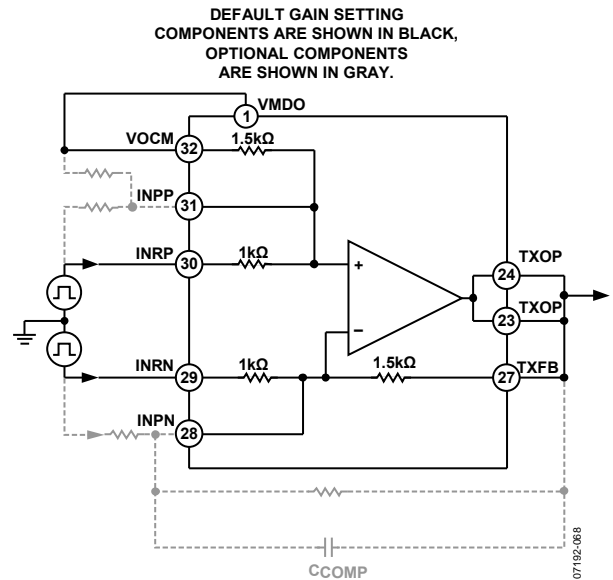 DEFAULT GAIN SETTING
COMPONENTS ARE SHOWN IN BLACK,
OPTIONAL COMPONENTS
ARE SHOWN IN GRAY.
VMDO
1
VOCM
32
1.5kΩ
INPP
31
INRP
30
1kΩ
+
TXOP
24
TXOP
23
−
INRN
29
1kΩ
1.5kΩ
27
TXFB
INPN
28
CCOMP
07192-068